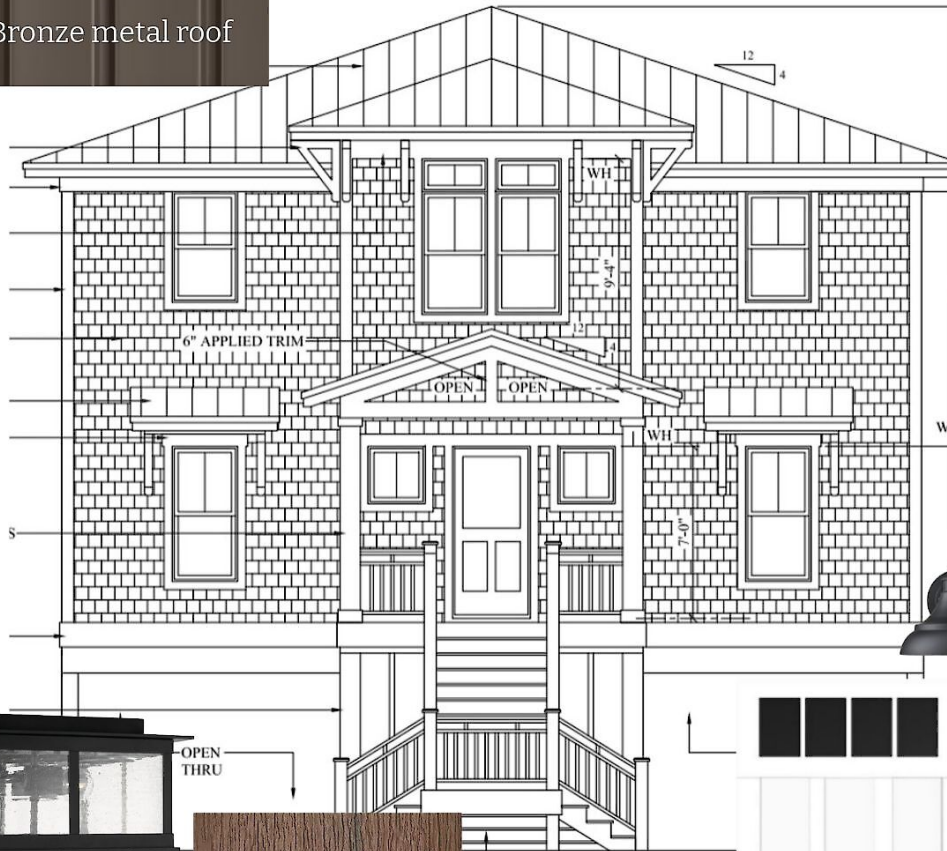 Bronze metal roof
12
4
WH
9'-4"
12
4
6" APPLIED TRIM
OPEN
OPEN
WH
W
S
7'-0"
OPEN
THRU